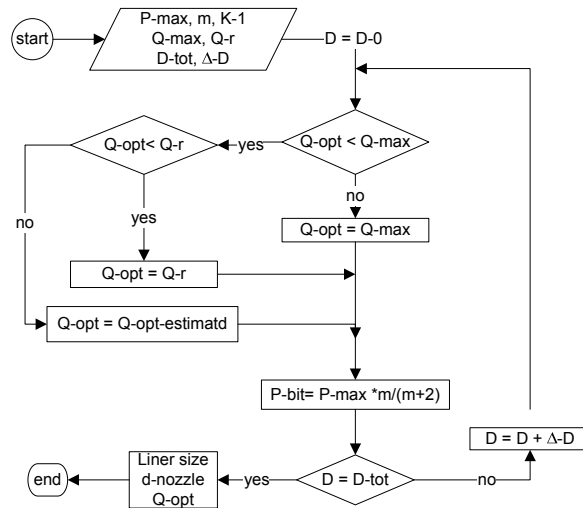 start
P-max, m, K-1
Q-max, Q-r
D-tot, Δ-D
D = D-0
Q-opt < Q-max
yes
Q-opt< Q-r
no
yes
no
Q-opt = Q-max
Q-opt = Q-r
Q-opt = Q-opt-estimatd
P-bit= P-max *m/(m+2)
D = D + Δ-D
D = D-tot
no
yes
Liner size
d-nozzle
Q-opt
end